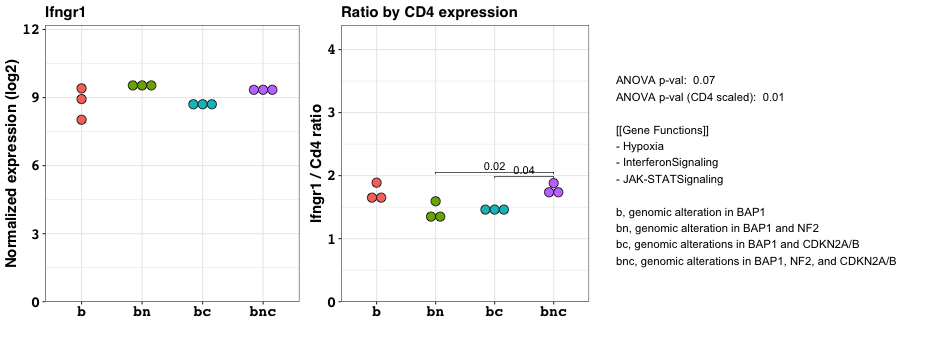 Ifngr1
Normalized expression (log2)
12
9
6
3
0
b bn bc bnc
Ratio by CD4 expression
Ifngr1 / Cd4 ratio
4
3
2
1
0
0.02
0.04
b bn bc bnc
ANOVA p-val: 0.07
ANOVA p-val (CD4 scaled): 0.01
[[Gene Functions]]
- Hypoxia
- InterferonSignaling
- JAK-STATSignaling
b, genomic alteration in BAP1
bn, genomic alteration in BAP1 and NF2
bc, genomic alterations in BAP1 and CDKN2A/B
bnc, genomic alterations in BAP1, NF2, and CDKN2A/B